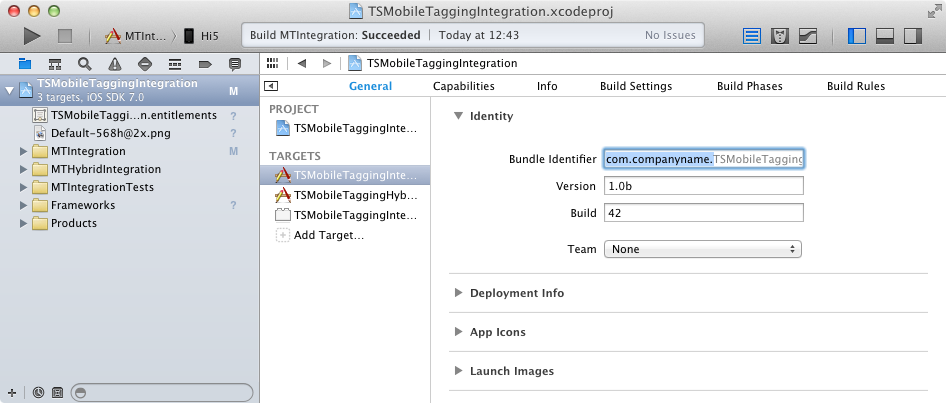 TSMobileTaggingIntegration.xcodeproj
MTInt... Hi5
Build MTIntegration: Succeeded | Today at 12:43 No Issues
TSMobileTaggingIntegration
General Capabilities Info Build Settings Build Phases Build Rules
TSMobileTaggingIntegration M
3 targets, iOS SDK 7.0
TSMobileTaggi...n.entitlements ?
Default-568h@2x.png ?
MTIntegration M
MTHybridIntegration
MTIntegrationTests
Frameworks ?
Products
PROJECT
TSMobileTaggingInte...
TARGETS
TSMobileTaggingInte...
TSMobileTaggingHyb...
TSMobileTaggingInte...
Add Target...
Identity
Bundle Identifier com.companyname.TSMobileTagging
Version 1.0b
Build 42
Team None
Deployment Info
App Icons
Launch Images